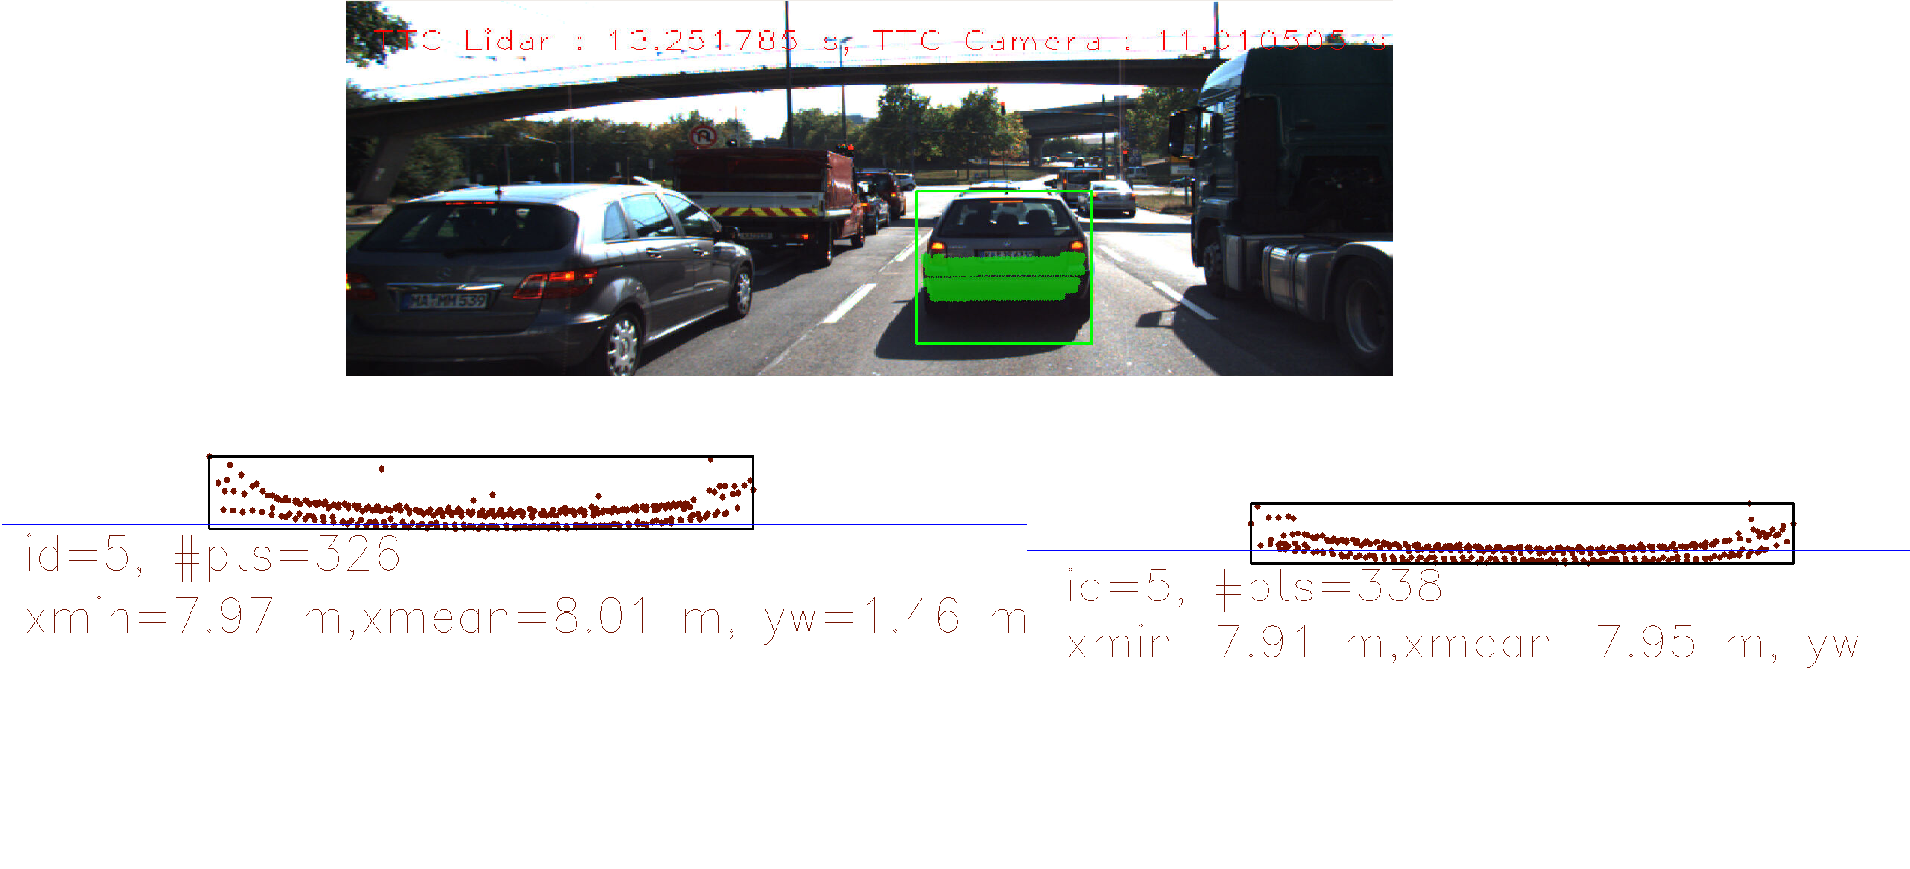 TTC Lidar : 13.251785 s, TTC Camera : 11.010505 s
MA MM 539
id=5, #pts=326
xmin=7.97 m,xmean=8.01 m, yw=1.46 m
id=5, #pts=338
xmin 7.91 m,xmean 7.95 m, yw